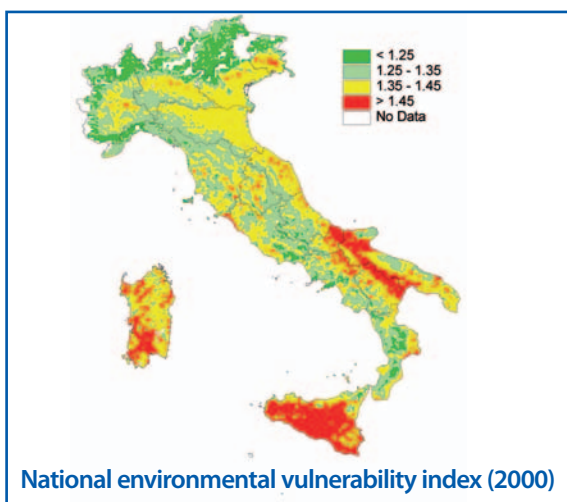 < 1.25
1.25 - 1.35
1.35 - 1.45
> 1.45
No Data
National environmental vulnerability index (2000)